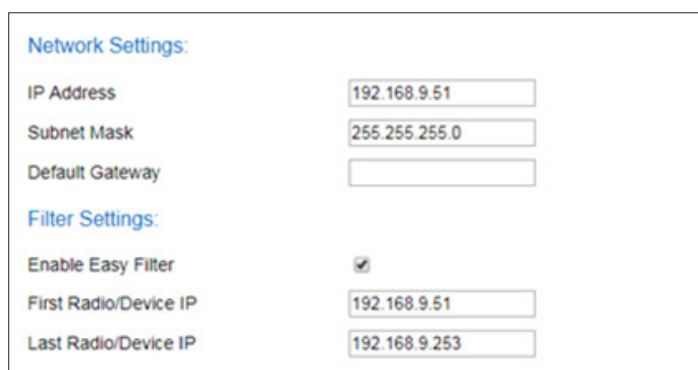 Network Settings:
IP Address 192.168.9.51
Subnet Mask 255.255.255.0
Default Gateway
Filter Settings:
Enable Easy Filter
First Radio/Device IP 192.168.9.51
Last Radio/Device IP 192.168.9.253